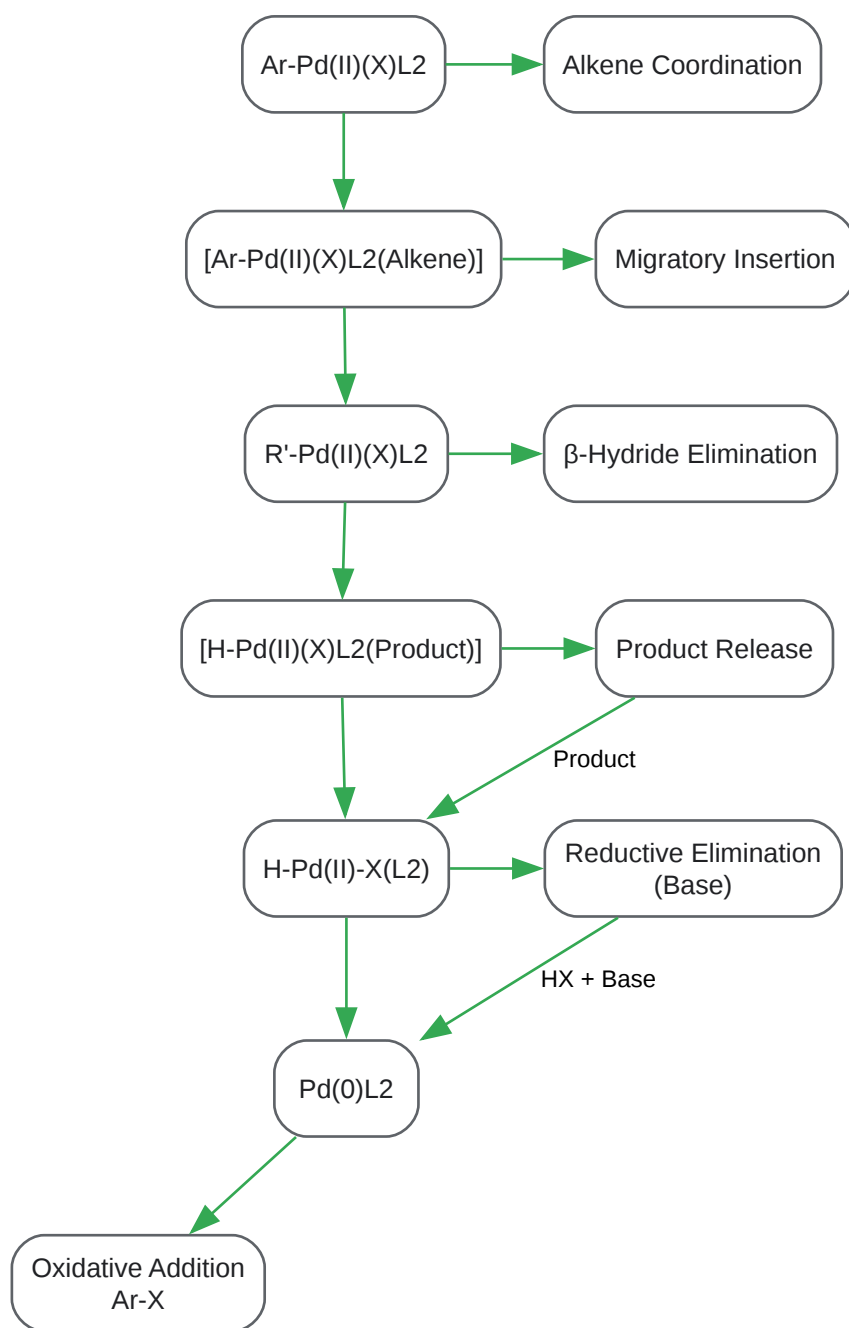 Ar-Pd(II)(X)L2
Alkene Coordination
[Ar-Pd(II)(X)L2(Alkene)]
Migratory Insertion
R'-Pd(II)(X)L2
β-Hydride Elimination
[H-Pd(II)(X)L2(Product)]
Product Release
Product
H-Pd(II)-X(L2)
Reductive Elimination
(Base)
HX + Base
Pd(0)L2
Oxidative Addition
Ar-X